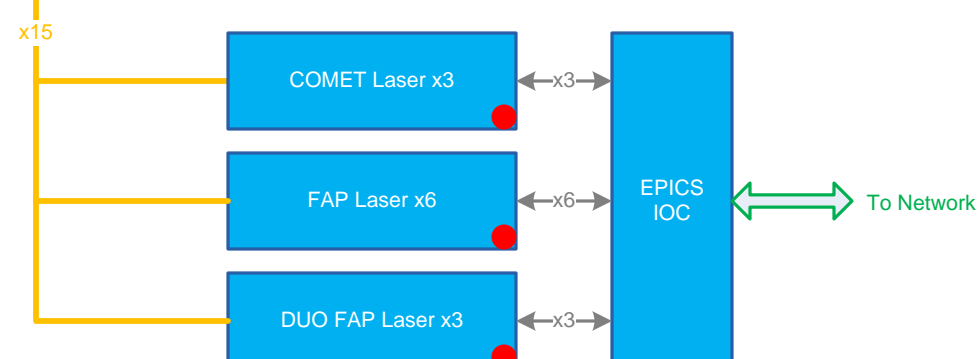 x15
COMET Laser x3
x3
FAP Laser x6
x6
EPICS
IOC
To Network
DUO FAP Laser x3
x3